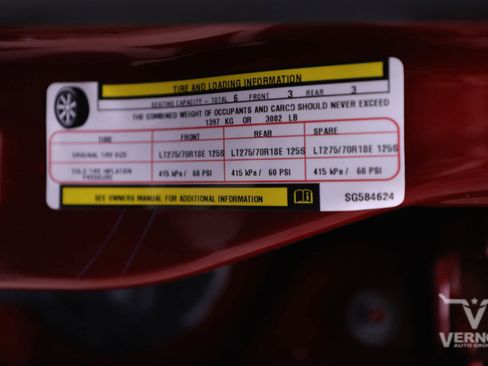 TIRE AND LOADING INFORMATION
SEATING CAPACITY - TOTAL 6 FRONT 3 REAR 3
THE COMBINED WEIGHT OF OCCUPANTS AND CARGO SHOULD NEVER EXCEED
1397 KG OR 3082 LB
TIRE FRONT REAR SPARE
ORIGINAL TIRE SIZE LT275/70R18E 125S LT275/70R18E 125S LT275/70R18E 125S
COLD TIRE INFLATION PRESSURE 415 kPa / 60 PSI 415 kPa / 60 PSI 415 kPa / 60 PSI
SEE OWNERS MANUAL FOR ADDITIONAL INFORMATION SG584624
VERNO
AUTO GROU